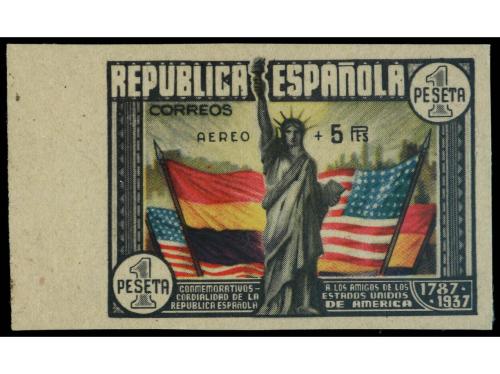 REPUBLICA ESPAÑOLA
1
PESETA
CORREOS
AEREO + 5 PTS
1
PESETA
CONMEMORATIVOS-
CORDIALIDAD DE LA
REPUBLICA ESPAÑOLA
A LOS AMIGOS DE LOS
ESTADOS UNIDOS
DE AMERICA
1787-
-1937